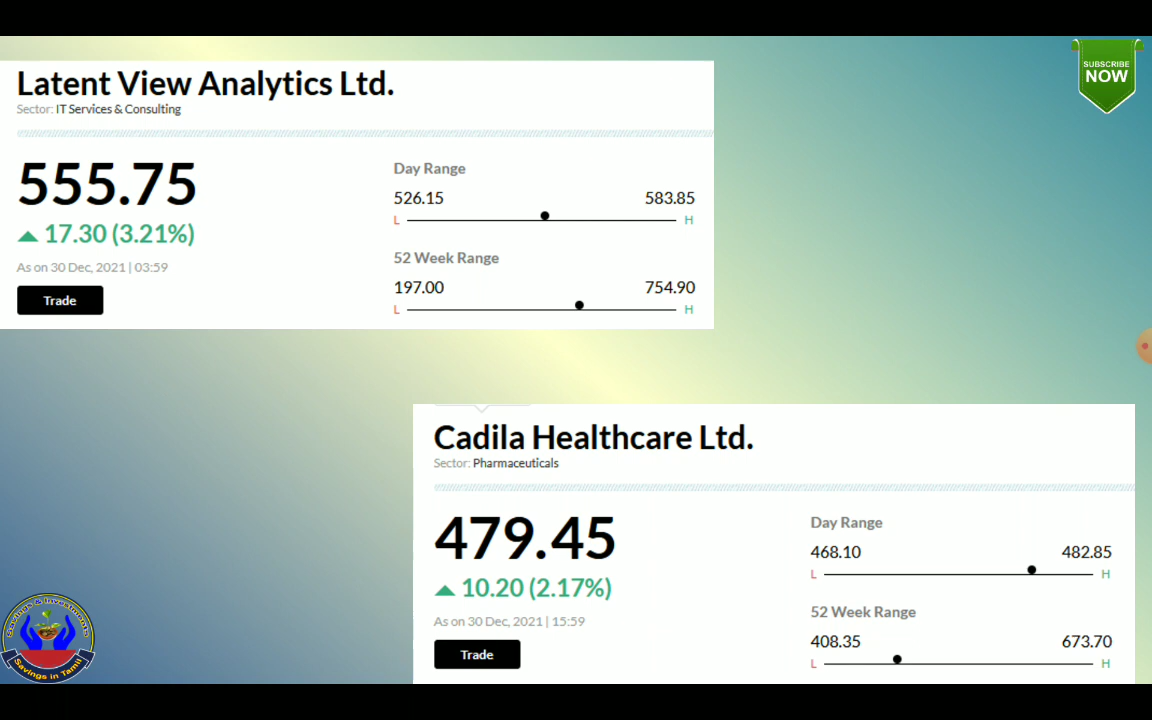 SUBSCRIBE
NOW
Latent View Analytics Ltd.
Sector: IT Services & Consulting
555.75
17.30 (3.21%)
As on 30 Dec, 2021 | 03:59
Trade
Day Range
526.15 583.85
L H
52 Week Range
197.00 754.90
L H
Cadila Healthcare Ltd.
Sector: Pharmaceuticals
479.45
10.20 (2.17%)
As on 30 Dec, 2021 | 15:59
Trade
Day Range
468.10 482.85
L H
52 Week Range
408.35 673.70
L H
Savings & Investments
Savings in Tamil